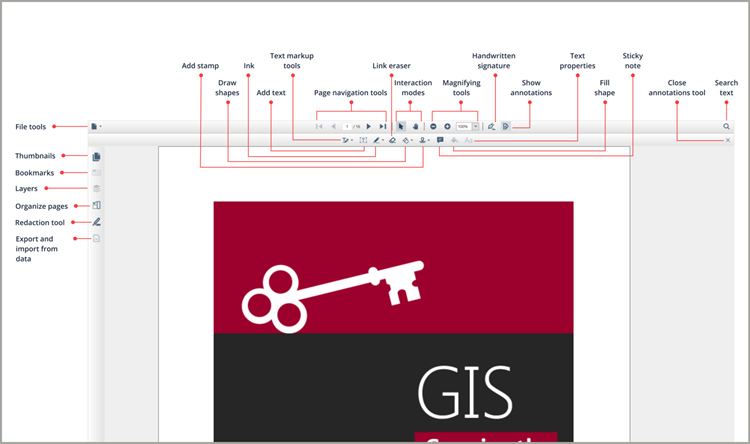 Text markup
tools
Handwritten
signature
Text
properties
Sticky
note
Add stamp
Ink
Link eraser
Draw
shapes
Add text
Page navigation tools
Interaction
modes
Magnifying
tools
Show
annotations
Fill
shape
Close
annotations tool
Search
text
File tools
1 / 16
100%
Thumbnails
Bookmarks
Layers
Organize pages
Redaction tool
Export and
import from
data
Aa
GIS